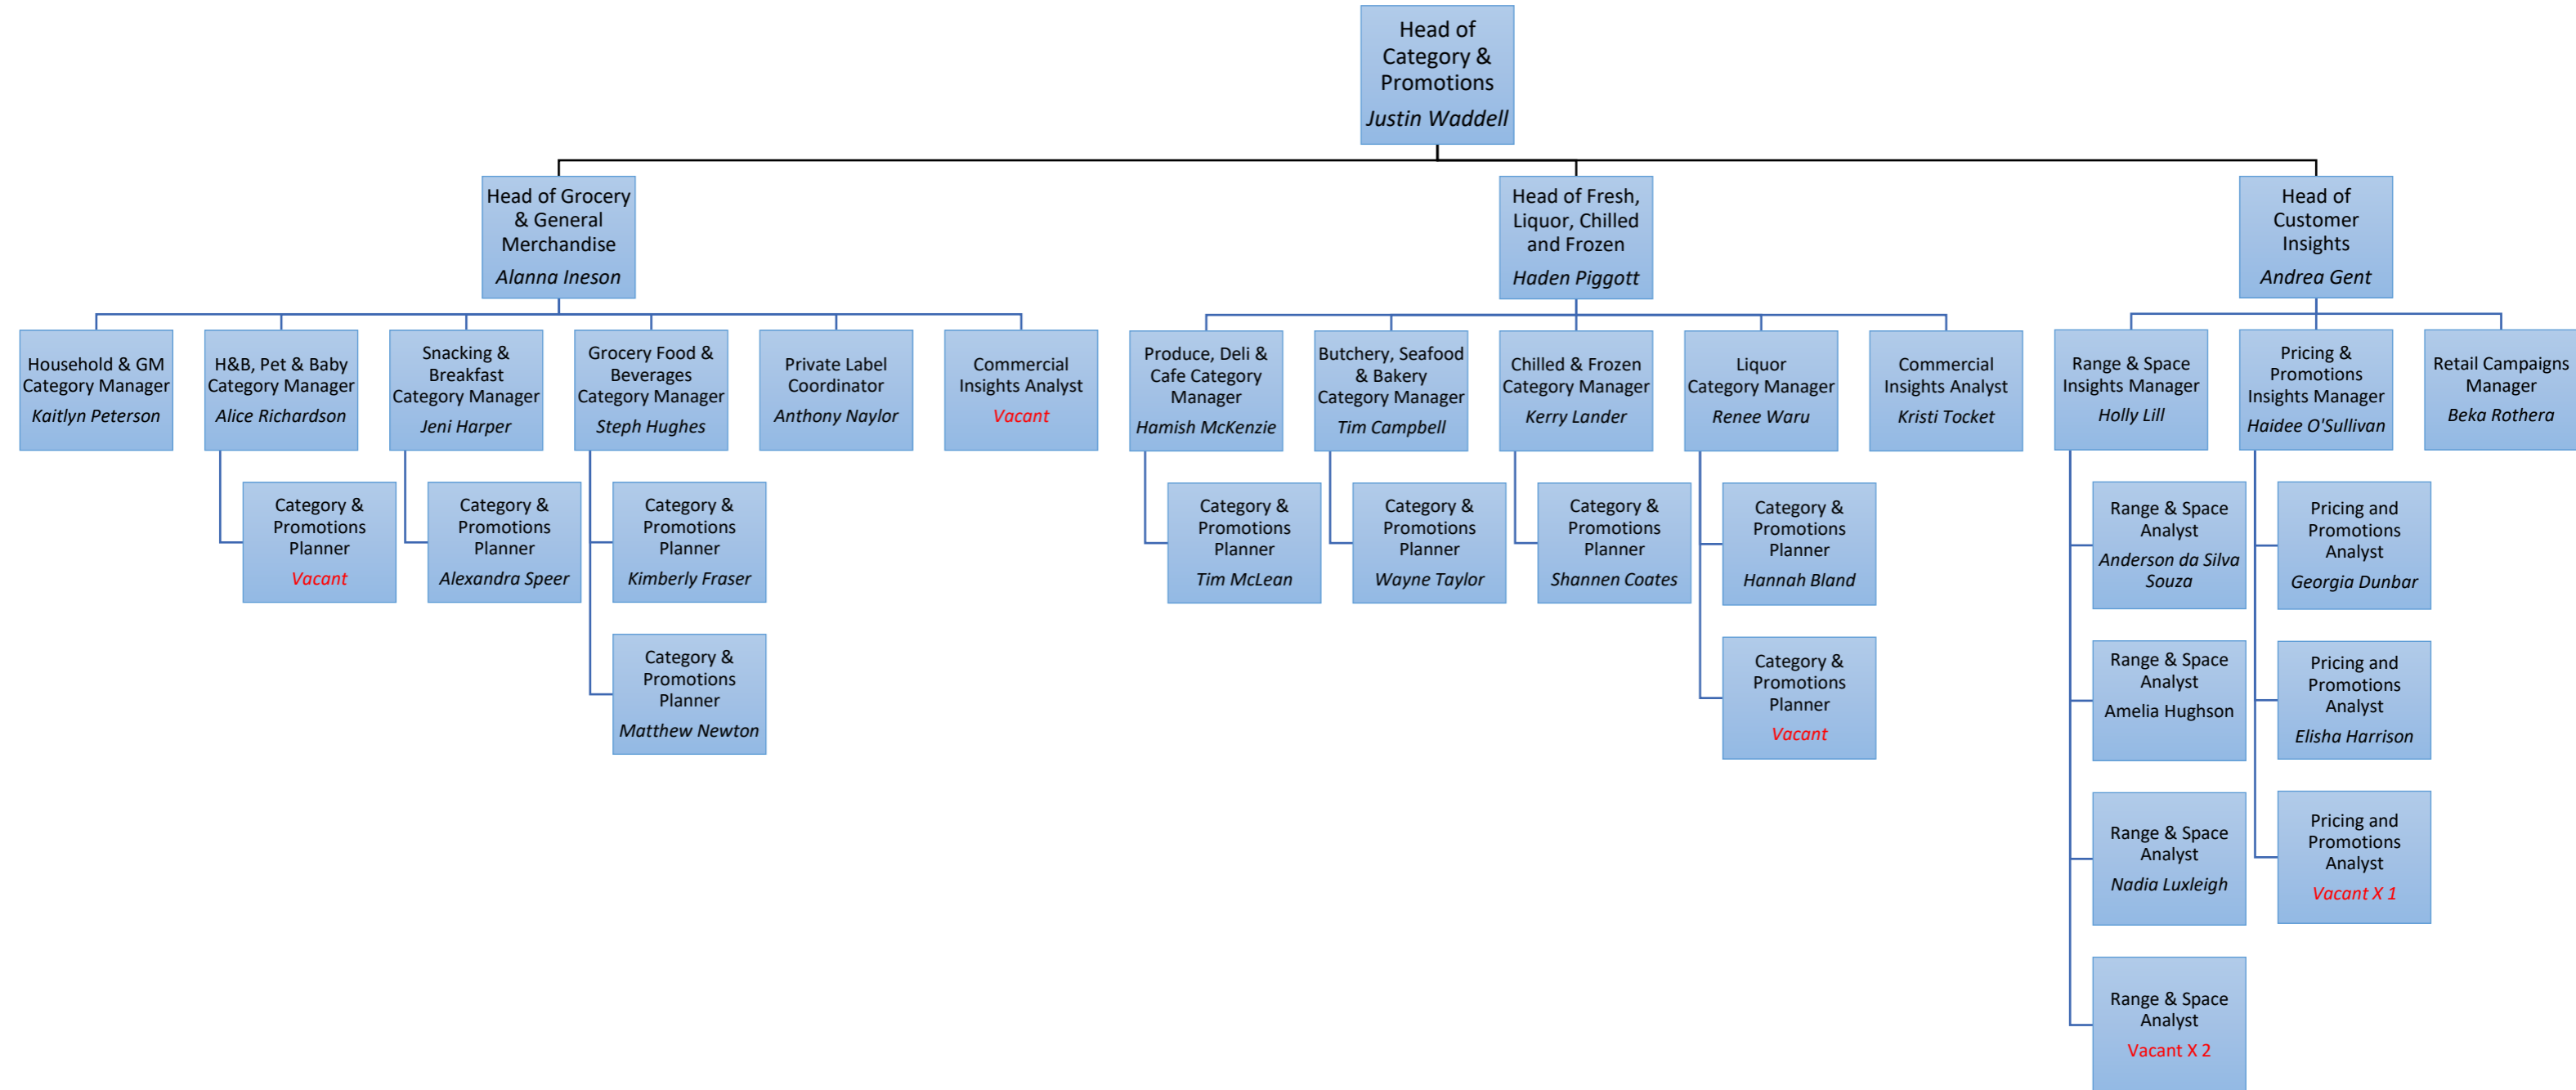 Head of
Category &
Promotions
Justin Waddell
Head of Grocery
& General
Merchandise
Alanna Ineson
Head of Fresh,
Liquor, Chilled
and Frozen
Haden Piggott
Head of
Customer
Insights
Andrea Gent
Household & GM
Category Manager
Kaitlyn Peterson
H&B, Pet & Baby
Category Manager
Alice Richardson
Snacking &
Breakfast
Category Manager
Jeni Harper
Grocery Food &
Beverages
Category Manager
Steph Hughes
Private Label
Coordinator
Anthony Naylor
Commercial
Insights Analyst
Vacant
Produce, Deli &
Cafe Category
Manager
Hamish McKenzie
Butchery, Seafood
& Bakery
Category Manager
Tim Campbell
Chilled & Frozen
Category Manager
Kerry Lander
Liquor
Category Manager
Renee Waru
Commercial
Insights Analyst
Kristi Tocket
Range & Space
Insights Manager
Holly Lill
Pricing &
Promotions
Insights Manager
Haidee O'Sullivan
Retail Campaigns
Manager
Beka Rothera
Category &
Promotions
Planner
Vacant
Category &
Promotions
Planner
Alexandra Speer
Category &
Promotions
Planner
Kimberly Fraser
Category &
Promotions
Planner
Tim McLean
Category &
Promotions
Planner
Wayne Taylor
Category &
Promotions
Planner
Shannen Coates
Category &
Promotions
Planner
Hannah Bland
Range & Space
Analyst
Anderson da Silva
Souza
Pricing and
Promotions
Analyst
Georgia Dunbar
Category &
Promotions
Planner
Matthew Newton
Category &
Promotions
Planner
Vacant
Range & Space
Analyst
Amelia Hughson
Pricing and
Promotions
Analyst
Elisha Harrison
Range & Space
Analyst
Nadia Luxleigh
Pricing and
Promotions
Analyst
Vacant X 1
Range & Space
Analyst
Vacant X 2